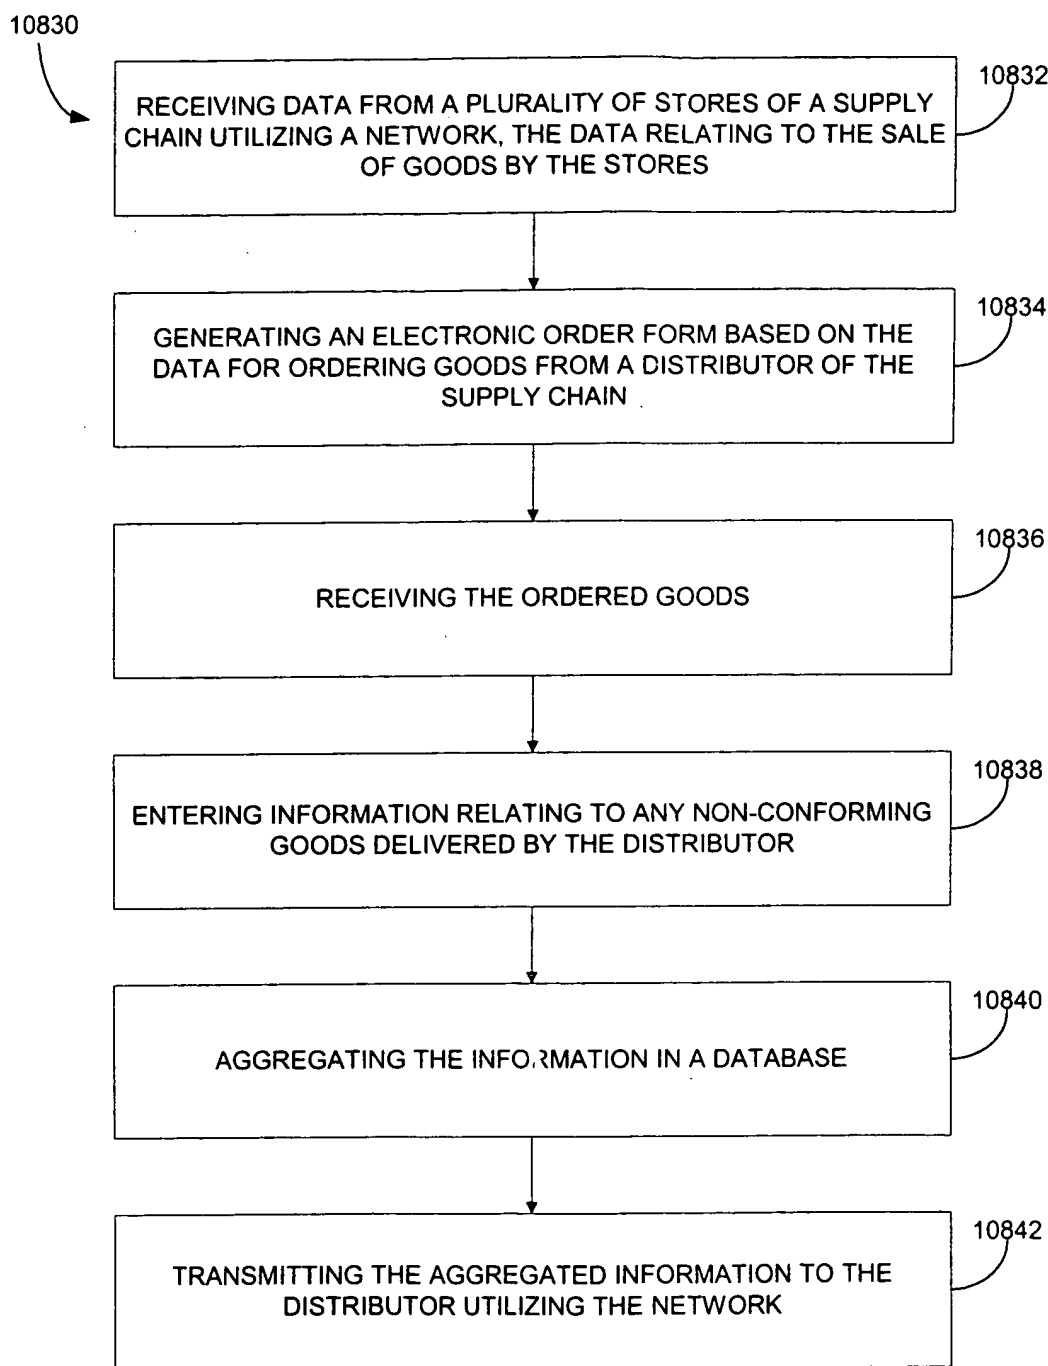 10830
10832
RECEIVING DATA FROM A PLURALITY OF STORES OF A SUPPLY
CHAIN UTILIZING A NETWORK, THE DATA RELATING TO THE SALE
OF GOODS BY THE STORES
10834
GENERATING AN ELECTRONIC ORDER FORM BASED ON THE
DATA FOR ORDERING GOODS FROM A DISTRIBUTOR OF THE
SUPPLY CHAIN
10836
RECEIVING THE ORDERED GOODS
10838
ENTERING INFORMATION RELATING TO ANY NON-CONFORMING
GOODS DELIVERED BY THE DISTRIBUTOR
10840
AGGREGATING THE INFORMATION IN A DATABASE
10842
TRANSMITTING THE AGGREGATED INFORMATION TO THE
DISTRIBUTOR UTILIZING THE NETWORK